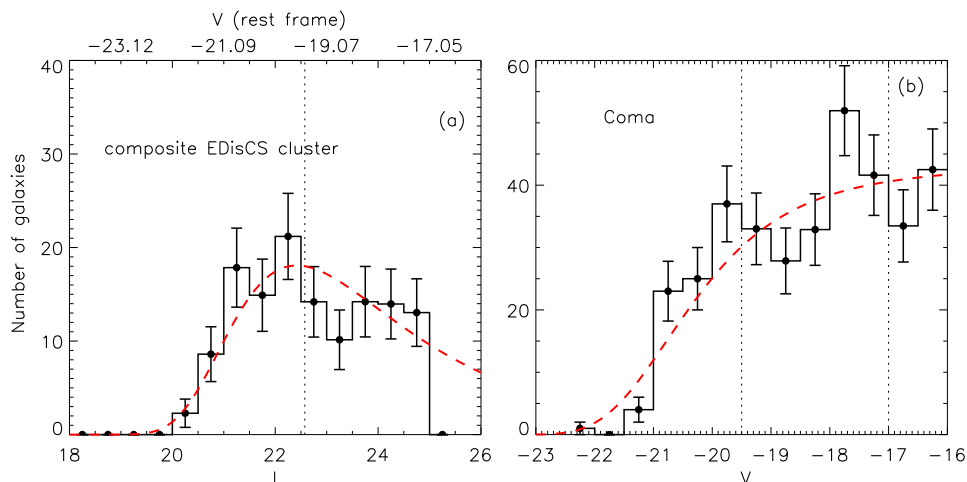 V (rest frame)
−23.12 −21.09 −19.07 −17.05
40 30 20 10 0
Number of galaxies
(a)
composite EDisCS cluster
18 20 22 24 26
I
60 40 20 0
(b)
Coma
−23 −22 −21 −20 −19 −18 −17 −16
V